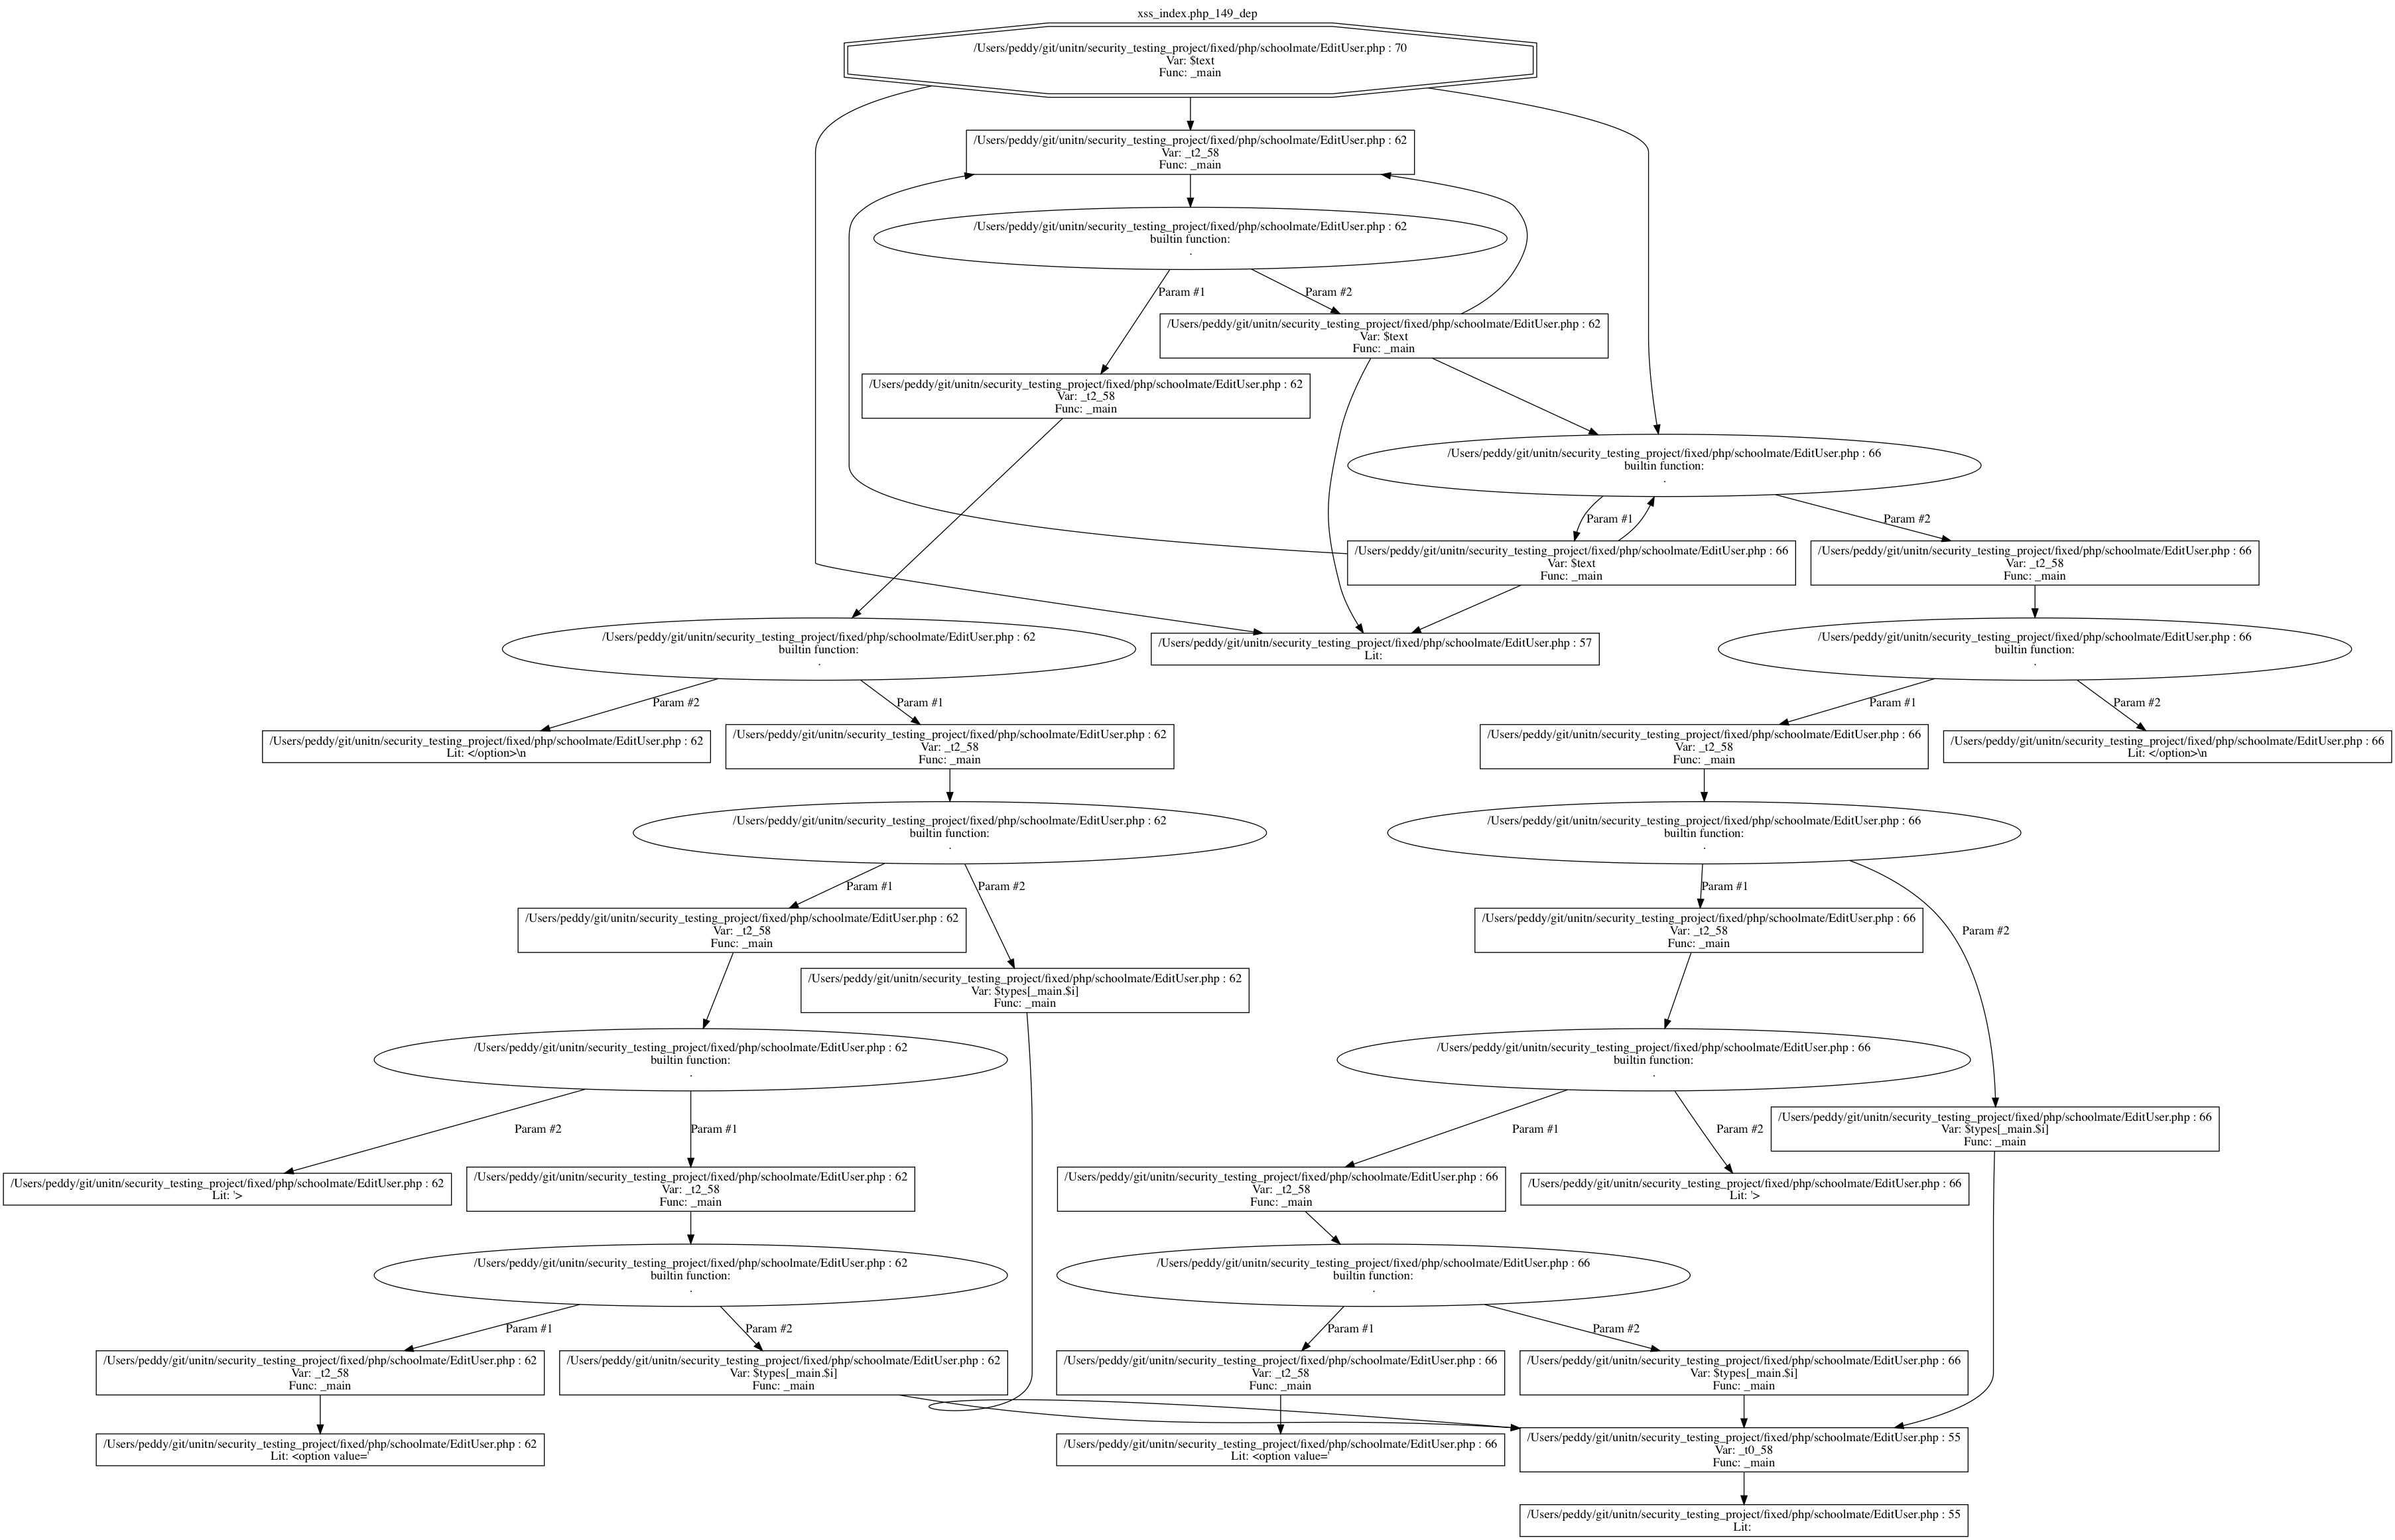 xss_index.php_149_dep
/Users/peddy/git/unitn/security_testing_project/fixed/php/schoolmate/EditUser.php : 70
Var: $text
Func: _main
/Users/peddy/git/unitn/security_testing_project/fixed/php/schoolmate/EditUser.php : 62
Var: _t2_58
Func: _main
/Users/peddy/git/unitn/security_testing_project/fixed/php/schoolmate/EditUser.php : 62
builtin function:
.
Param #1
Param #2
/Users/peddy/git/unitn/security_testing_project/fixed/php/schoolmate/EditUser.php : 62
Var: $text
Func: _main
/Users/peddy/git/unitn/security_testing_project/fixed/php/schoolmate/EditUser.php : 62
Var: _t2_58
Func: _main
/Users/peddy/git/unitn/security_testing_project/fixed/php/schoolmate/EditUser.php : 66
builtin function:
.
Param #1
Param #2
/Users/peddy/git/unitn/security_testing_project/fixed/php/schoolmate/EditUser.php : 66
Var: $text
Func: _main
/Users/peddy/git/unitn/security_testing_project/fixed/php/schoolmate/EditUser.php : 66
Var: _t2_58
Func: _main
/Users/peddy/git/unitn/security_testing_project/fixed/php/schoolmate/EditUser.php : 62
builtin function:
.
/Users/peddy/git/unitn/security_testing_project/fixed/php/schoolmate/EditUser.php : 57
Lit:
/Users/peddy/git/unitn/security_testing_project/fixed/php/schoolmate/EditUser.php : 66
builtin function:
.
Param #2
Param #1
Param #1
Param #2
/Users/peddy/git/unitn/security_testing_project/fixed/php/schoolmate/EditUser.php : 62
Lit: </option>\n
/Users/peddy/git/unitn/security_testing_project/fixed/php/schoolmate/EditUser.php : 62
Var: _t2_58
Func: _main
/Users/peddy/git/unitn/security_testing_project/fixed/php/schoolmate/EditUser.php : 66
Var: _t2_58
Func: _main
/Users/peddy/git/unitn/security_testing_project/fixed/php/schoolmate/EditUser.php : 66
Lit: </option>\n
/Users/peddy/git/unitn/security_testing_project/fixed/php/schoolmate/EditUser.php : 62
builtin function:
.
/Users/peddy/git/unitn/security_testing_project/fixed/php/schoolmate/EditUser.php : 66
builtin function:
.
Param #1
Param #2
Param #1
Param #2
/Users/peddy/git/unitn/security_testing_project/fixed/php/schoolmate/EditUser.php : 62
Var: _t2_58
Func: _main
/Users/peddy/git/unitn/security_testing_project/fixed/php/schoolmate/EditUser.php : 66
Var: _t2_58
Func: _main
/Users/peddy/git/unitn/security_testing_project/fixed/php/schoolmate/EditUser.php : 62
Var: $types[_main.$i]
Func: _main
/Users/peddy/git/unitn/security_testing_project/fixed/php/schoolmate/EditUser.php : 62
builtin function:
.
/Users/peddy/git/unitn/security_testing_project/fixed/php/schoolmate/EditUser.php : 66
builtin function:
.
Param #2
Param #1
Param #1
Param #2
/Users/peddy/git/unitn/security_testing_project/fixed/php/schoolmate/EditUser.php : 66
Var: $types[_main.$i]
Func: _main
/Users/peddy/git/unitn/security_testing_project/fixed/php/schoolmate/EditUser.php : 62
Lit: '>
/Users/peddy/git/unitn/security_testing_project/fixed/php/schoolmate/EditUser.php : 62
Var: _t2_58
Func: _main
/Users/peddy/git/unitn/security_testing_project/fixed/php/schoolmate/EditUser.php : 66
Var: _t2_58
Func: _main
/Users/peddy/git/unitn/security_testing_project/fixed/php/schoolmate/EditUser.php : 66
Lit: '>
/Users/peddy/git/unitn/security_testing_project/fixed/php/schoolmate/EditUser.php : 62
builtin function:
.
/Users/peddy/git/unitn/security_testing_project/fixed/php/schoolmate/EditUser.php : 66
builtin function:
.
Param #1
Param #2
Param #1
Param #2
/Users/peddy/git/unitn/security_testing_project/fixed/php/schoolmate/EditUser.php : 62
Var: _t2_58
Func: _main
/Users/peddy/git/unitn/security_testing_project/fixed/php/schoolmate/EditUser.php : 62
Var: $types[_main.$i]
Func: _main
/Users/peddy/git/unitn/security_testing_project/fixed/php/schoolmate/EditUser.php : 66
Var: _t2_58
Func: _main
/Users/peddy/git/unitn/security_testing_project/fixed/php/schoolmate/EditUser.php : 66
Var: $types[_main.$i]
Func: _main
/Users/peddy/git/unitn/security_testing_project/fixed/php/schoolmate/EditUser.php : 62
Lit: <option value='
/Users/peddy/git/unitn/security_testing_project/fixed/php/schoolmate/EditUser.php : 66
Lit: <option value='
/Users/peddy/git/unitn/security_testing_project/fixed/php/schoolmate/EditUser.php : 55
Var: _t0_58
Func: _main
/Users/peddy/git/unitn/security_testing_project/fixed/php/schoolmate/EditUser.php : 55
Lit: